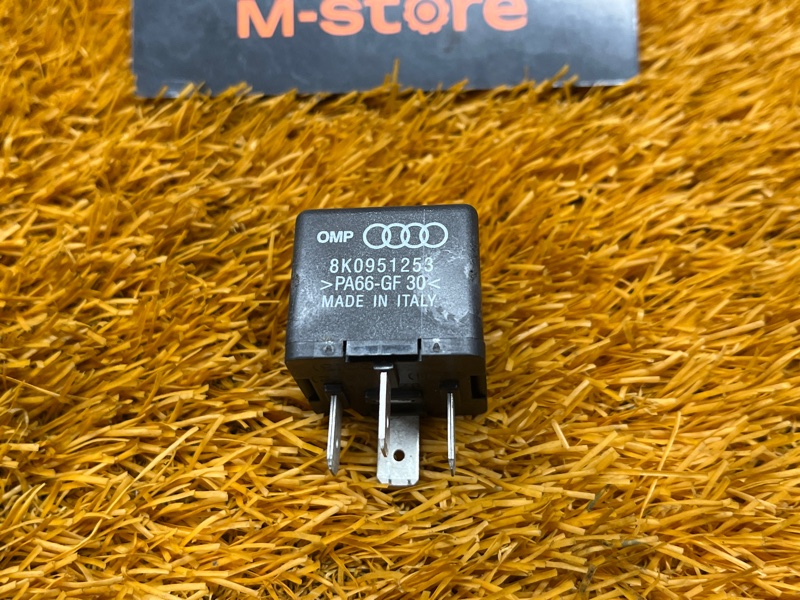 M-store
OMP
8K0951253
>PA66-GF 30<
MADE IN ITALY